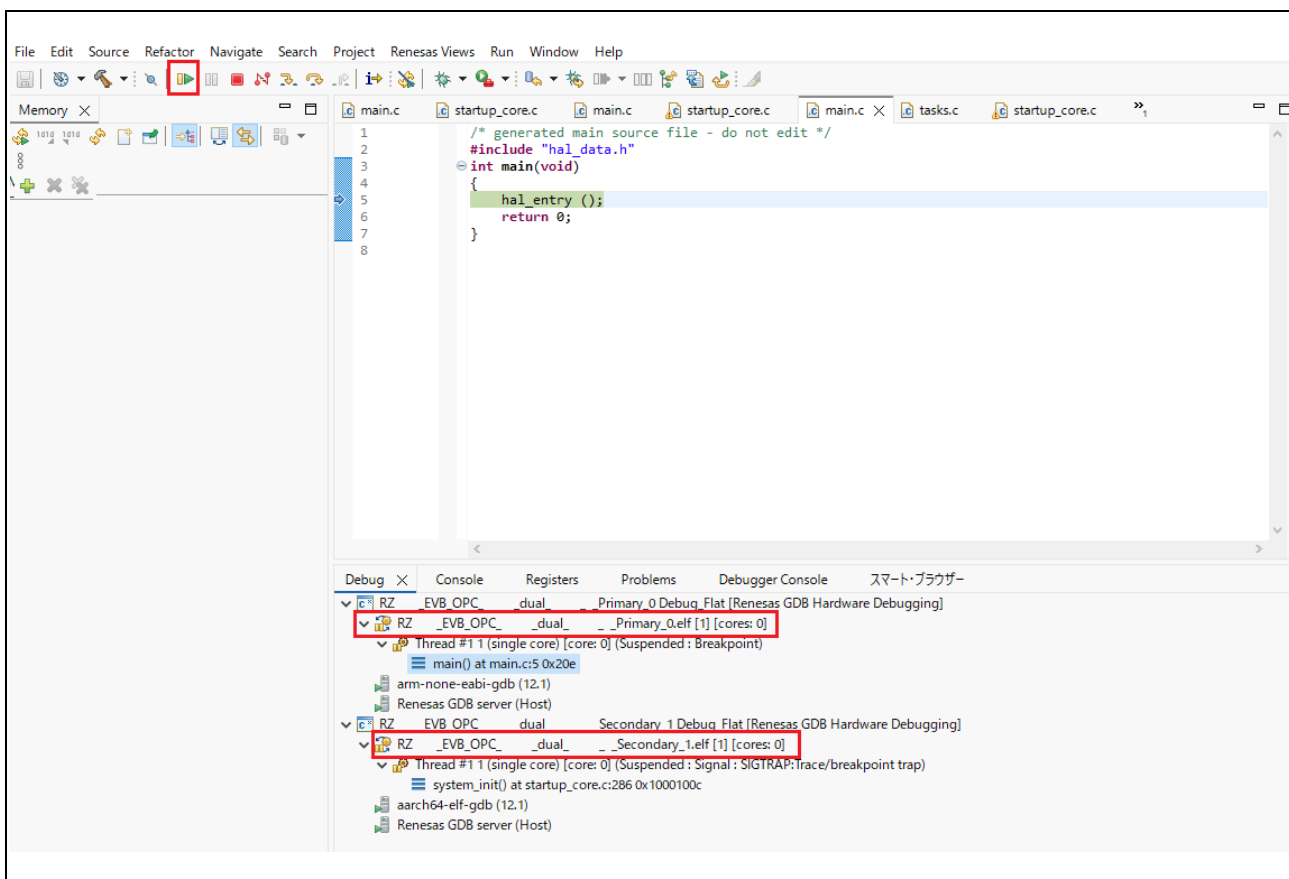 File Edit Source Refactor Navigate Search Project Renesas Views Run Window Help
Memory
main.c startup_core.c main.c startup_core.c main.c tasks.c startup_core.c »1
1 /* generated main source file - do not edit */
2 #include "hal_data.h"
3 int main(void)
4 {
5 hal_entry ();
6 return 0;
7 }
8
Debug Console Registers Problems Debugger Console スマート・ブラウザー
RZ _EVB_OPC_ _dual_ _ _Primary_0 Debug_Flat [Renesas GDB Hardware Debugging]
RZ _EVB_OPC_ _dual_ _ _Primary_0.elf [1] [cores: 0]
Thread #1 1 (single core) [core: 0] (Suspended : Breakpoint)
main() at main.c:5 0x20e
arm-none-eabi-gdb (12.1)
Renesas GDB server (Host)
RZ _EVB_OPC_ _dual_ _ _Secondary_1 Debug_Flat [Renesas GDB Hardware Debugging]
RZ _EVB_OPC_ _dual_ _ _Secondary_1.elf [1] [cores: 0]
Thread #1 1 (single core) [core: 0] (Suspended : Signal : SIGTRAP:Trace/breakpoint trap)
system_init() at startup_core.c:286 0x1000100c
aarch64-elf-gdb (12.1)
Renesas GDB server (Host)